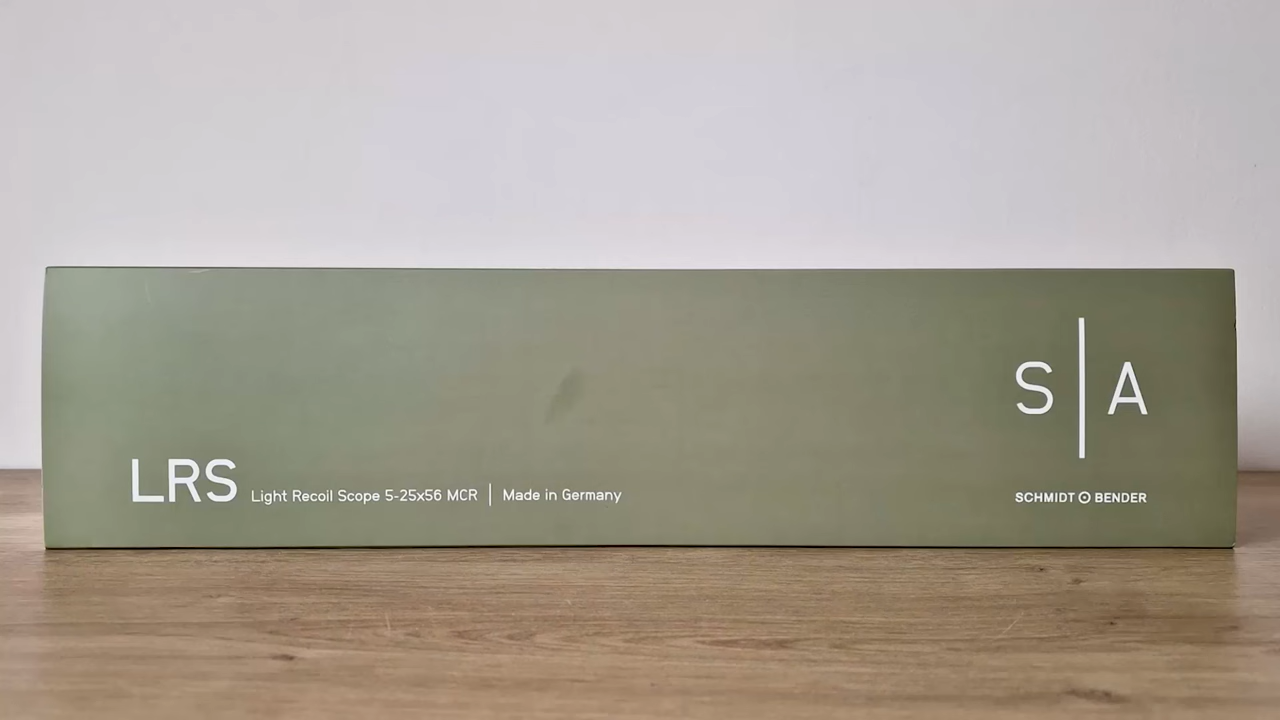 S | A
LRS Light Recoil Scope 5-25x56 MCR | Made in Germany
SCHMIDT BENDER